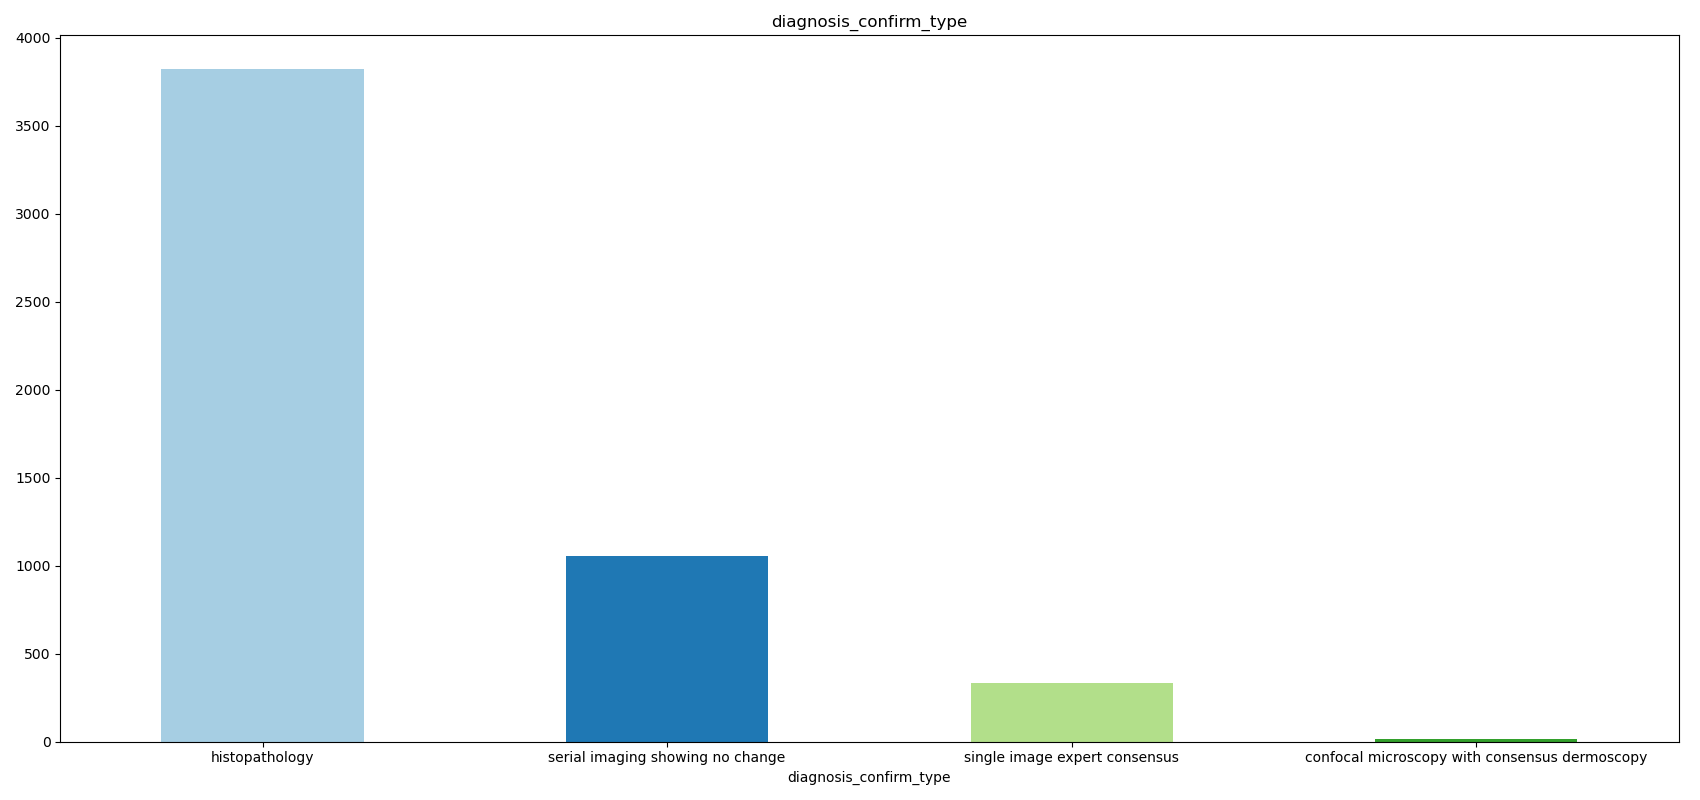 diagnosis_confirm_type
4000
3500
3000
2500
2000
1500
1000
500
0
histopathology
serial imaging showing no change
single image expert consensus
confocal microscopy with consensus dermoscopy
diagnosis_confirm_type